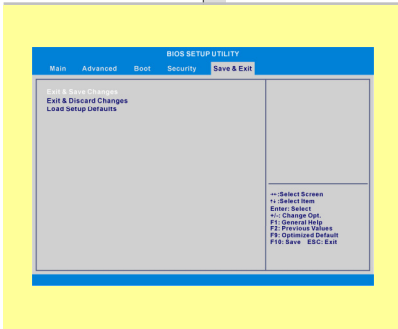 BIOS SETUP UTILITY
Main Advanced Boot Security Save & Exit
Exit & Save Changes
Exit & Discard Changes
Load Setup Defaults
↔:Select Screen
↑↓:Select Item
Enter: Select
+/-: Change Opt.
F1: General Help
F2: Previous Values
F9: Optimized Default
F10: Save ESC: Exit